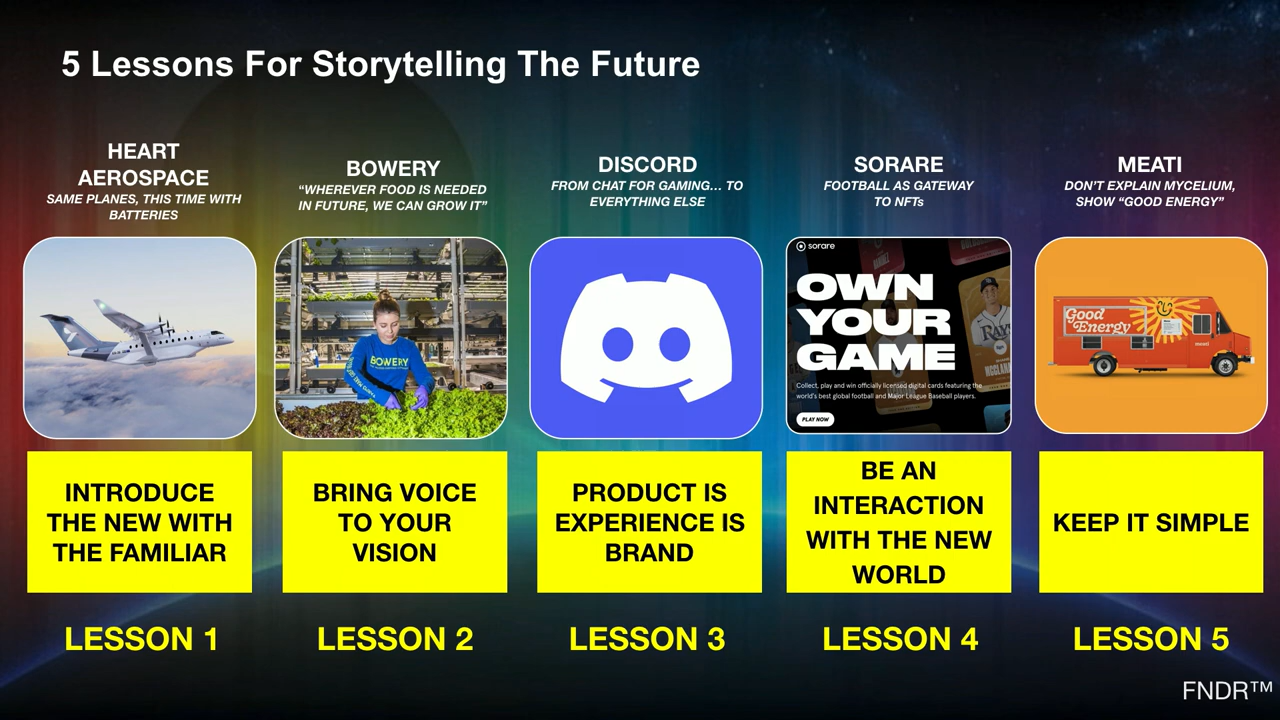 5 Lessons For Storytelling The Future
HEART
AEROSPACE
SAME PLANES, THIS TIME WITH
BATTERIES
BOWERY
“WHEREVER FOOD IS NEEDED
IN FUTURE, WE CAN GROW IT”
DISCORD
FROM CHAT FOR GAMING... TO
EVERYTHING ELSE
SORARE
FOOTBALL AS GATEWAY
TO NFTs
MEATI
DON’T EXPLAIN MYCELIUM,
SHOW “GOOD ENERGY”
BOWERY
sorare
OWN
YOUR
GAME
Collect, play and win officially licensed digital cards featuring the
world's best global football and Major League Baseball players.
PLAY NOW
RAYS
Good
Energy
meati
INTRODUCE
THE NEW WITH
THE FAMILIAR
BRING VOICE
TO YOUR
VISION
PRODUCT IS
EXPERIENCE IS
BRAND
BE AN
INTERACTION
WITH THE NEW
WORLD
KEEP IT SIMPLE
LESSON 1
LESSON 2
LESSON 3
LESSON 4
LESSON 5
FNDR™